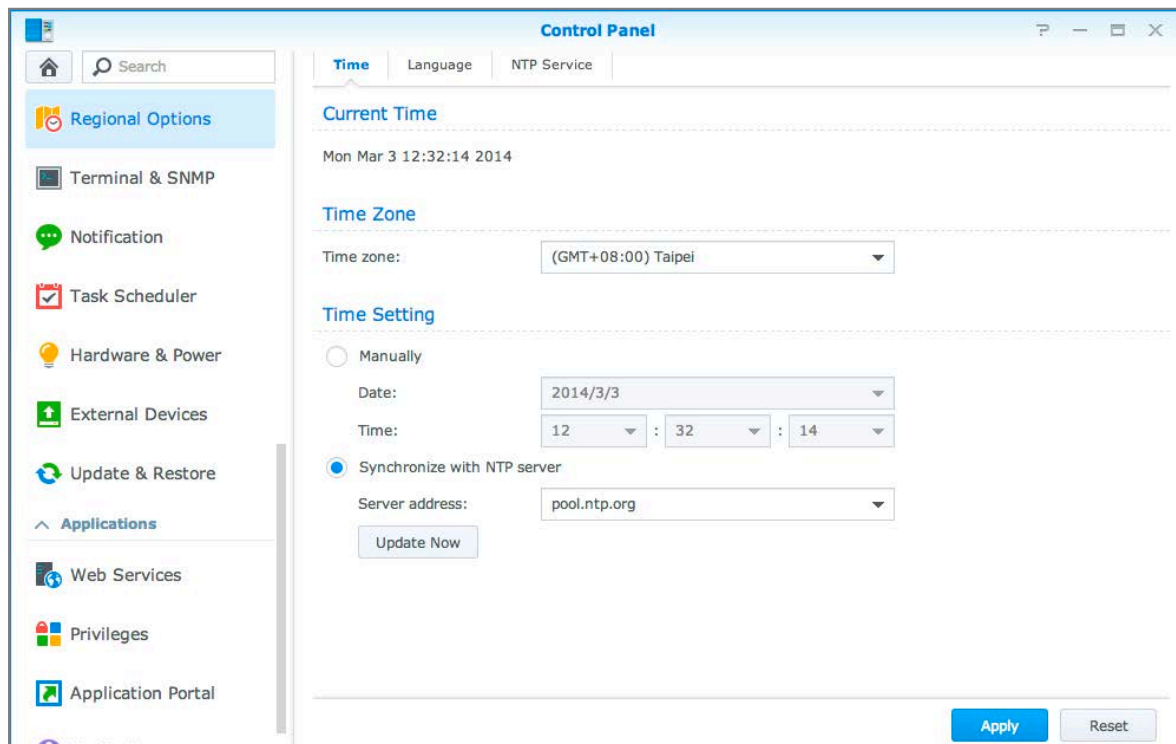 Control Panel
Search
Time Language NTP Service
Regional Options
Current Time
Mon Mar 3 12:32:14 2014
Terminal & SNMP
Time Zone
Notification
Time zone: (GMT+08:00) Taipei
Task Scheduler
Time Setting
Hardware & Power
Manually
Date: 2014/3/3
External Devices
Time: 12 : 32 : 14
Update & Restore
Synchronize with NTP server
Server address: pool.ntp.org
Applications
Update Now
Web Services
Privileges
Application Portal
Apply Reset